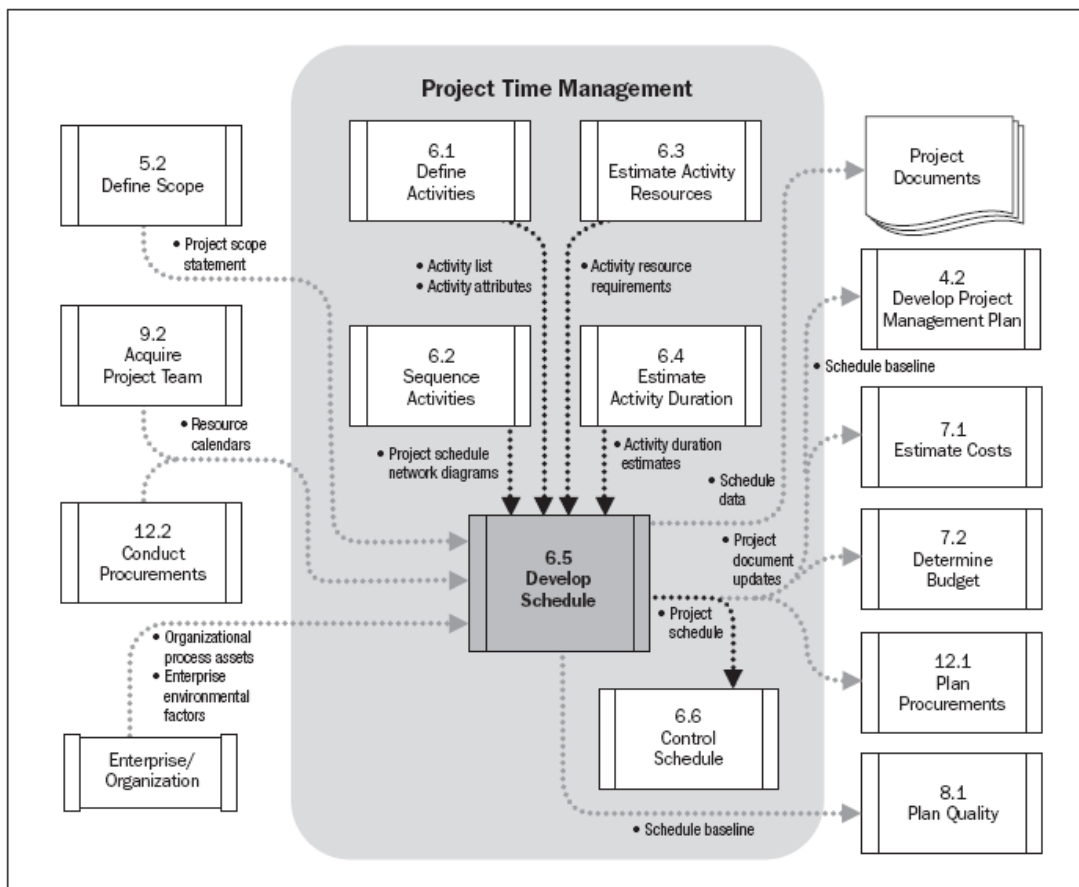 Project Time Management
5.2
Define Scope
• Project scope
statement
9.2
Acquire
Project Team
• Resource
calendars
12.2
Conduct
Procurements
• Organizational
process assets
• Enterprise
environmental
factors
Enterprise/
Organization
6.1
Define
Activities
• Activity list
• Activity attributes
6.3
Estimate Activity
Resources
• Activity resource
requirements
6.2
Sequence
Activities
• Project schedule
network diagrams
6.4
Estimate
Activity Duration
• Activity duration
estimates
6.5
Develop
Schedule
• Schedule
data
• Project
document
updates
• Project
schedule
6.6
Control
Schedule
• Schedule baseline
Project
Documents
4.2
Develop Project
Management Plan
• Schedule baseline
7.1
Estimate Costs
7.2
Determine
Budget
12.1
Plan
Procurements
8.1
Plan Quality